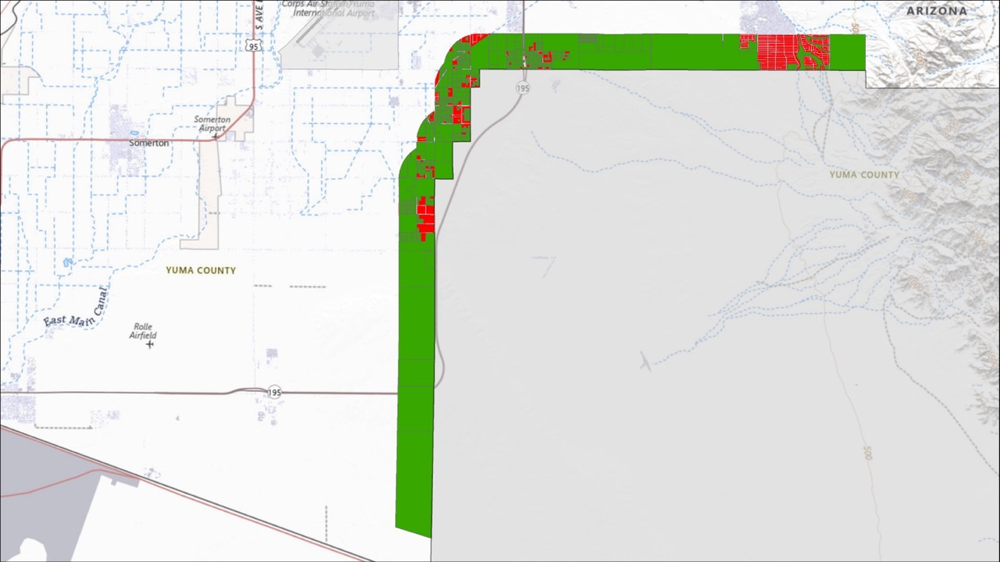 Corps Air Station/Yuma
International Airport
S AVE
ARIZONA
95
195
Somerton
Airport
Somerton
YUMA COUNTY
YUMA COUNTY
East Main Canal
Rolle
Airfield
195
500